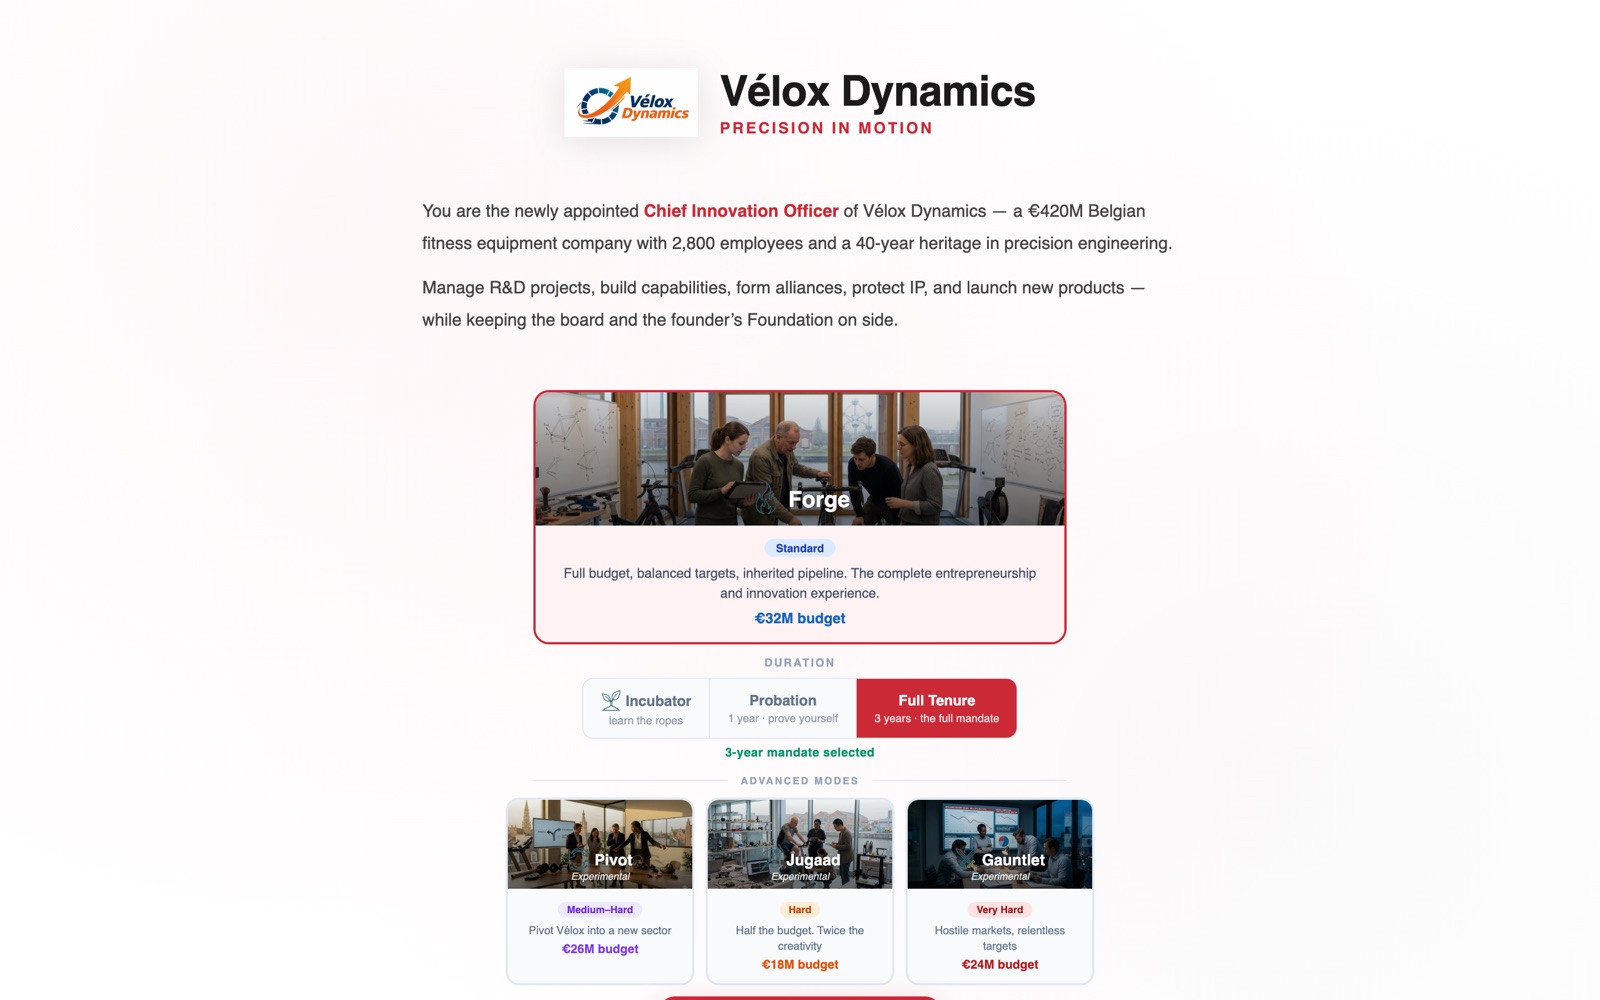 Vélox
Dynamics
Vélox Dynamics
PRECISION IN MOTION
You are the newly appointed Chief Innovation Officer of Vélox Dynamics — a €420M Belgian
fitness equipment company with 2,800 employees and a 40-year heritage in precision engineering.
Manage R&D projects, build capabilities, form alliances, protect IP, and launch new products —
while keeping the board and the founder’s Foundation on side.
Forge
Standard
Full budget, balanced targets, inherited pipeline. The complete entrepreneurship
and innovation experience.
€32M budget
DURATION
Incubator
learn the ropes
Probation
1 year · prove yourself
Full Tenure
3 years · the full mandate
3-year mandate selected
ADVANCED MODES
Pivot
Experimental
Medium–Hard
Pivot Vélox into a new sector
€26M budget
Jugaad
Experimental
Hard
Half the budget. Twice the
creativity
€18M budget
Gauntlet
Experimental
Very Hard
Hostile markets, relentless
targets
€24M budget